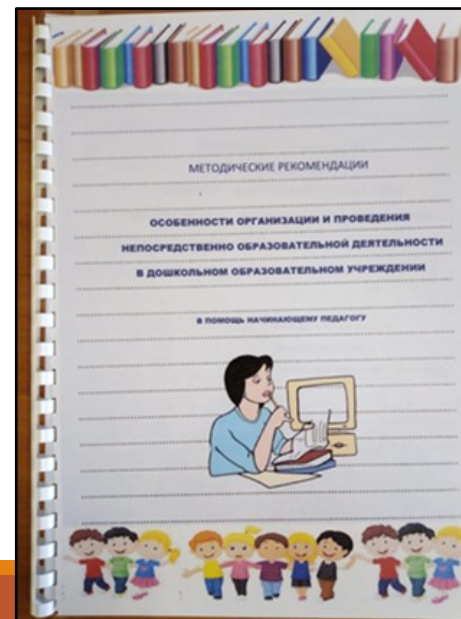 МЕТОДИЧЕСКИЕ РЕКОМЕНДАЦИИ
ОСОБЕННОСТИ ОРГАНИЗАЦИИ И ПРОВЕДЕНИЯ
НЕПОСРЕДСТВЕННО ОБРАЗОВАТЕЛЬНОЙ ДЕЯТЕЛЬНОСТИ
В ДОШКОЛЬНОМ ОБРАЗОВАТЕЛЬНОМ УЧРЕЖДЕНИИ
В ПОМОЩЬ НАЧИНАЮЩЕМУ ПЕДАГОГУ